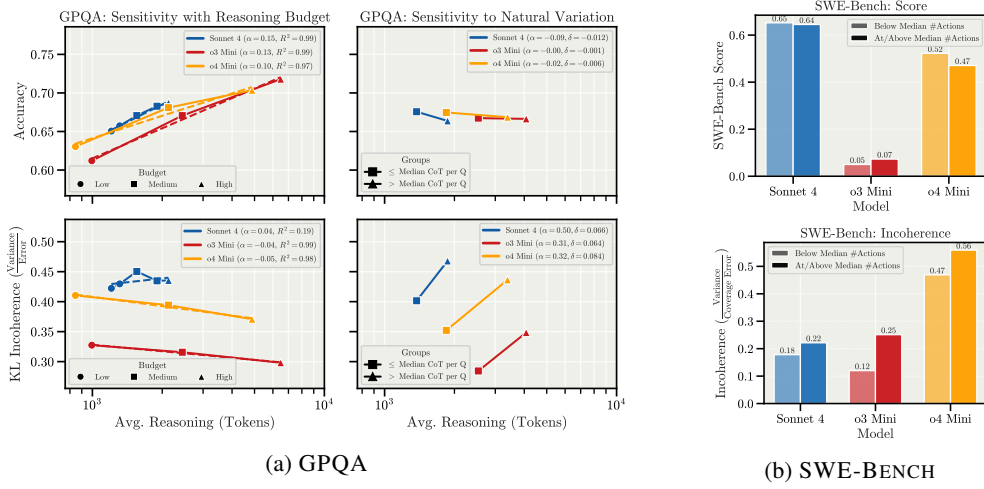 GPQA: Sensitivity with Reasoning Budget
Accuracy
0.75
0.70
0.65
0.60
Sonnet 4 (α = 0.15, R² = 0.99)
o3 Mini (α = 0.13, R² = 0.99)
o4 Mini (α = 0.10, R² = 0.97)
Budget
Low
Medium
High
GPQA: Sensitivity to Natural Variation
Sonnet 4 (α = −0.09, δ = −0.012)
o3 Mini (α = −0.00, δ = −0.001)
o4 Mini (α = −0.02, δ = −0.006)
Groups
≤ Median CoT per Q
> Median CoT per Q
KL Incoherence (Variance/Error)
0.50
0.45
0.40
0.35
0.30
Sonnet 4 (α = 0.04, R² = 0.19)
o3 Mini (α = −0.04, R² = 0.99)
o4 Mini (α = −0.05, R² = 0.98)
Budget
Low
Medium
High
10³
10⁴
Avg. Reasoning (Tokens)
Sonnet 4 (α = 0.50, δ = 0.066)
o3 Mini (α = 0.31, δ = 0.064)
o4 Mini (α = 0.32, δ = 0.084)
Groups
≤ Median CoT per Q
> Median CoT per Q
10³
10⁴
Avg. Reasoning (Tokens)
(a) GPQA
SWE-Bench: Score
SWE-Bench Score
0.6
0.4
0.2
0.0
Below Median #Actions
At/Above Median #Actions
0.65
0.64
0.05
0.07
0.52
0.47
Sonnet 4
o3 Mini
o4 Mini
Model
SWE-Bench: Incoherence
Incoherence (Variance/Coverage Error)
0.5
0.4
0.3
0.2
0.1
0.0
Below Median #Actions
At/Above Median #Actions
0.18
0.22
0.12
0.25
0.47
0.56
Sonnet 4
o3 Mini
o4 Mini
Model
(b) SWE-BENCH